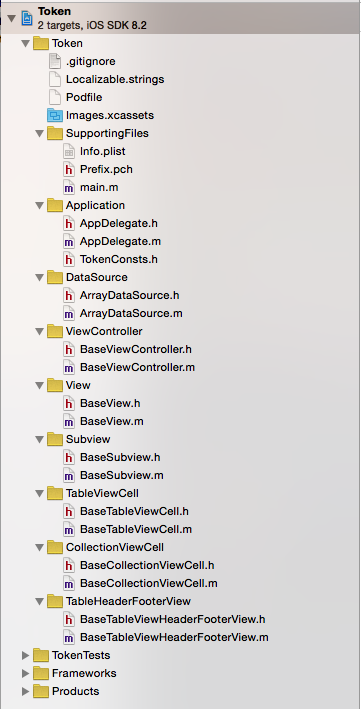 Token
2 targets, iOS SDK 8.2
Token
.gitignore
Localizable.strings
Podfile
Images.xcassets
SupportingFiles
Info.plist
h Prefix.pch
m main.m
Application
h AppDelegate.h
m AppDelegate.m
h TokenConsts.h
DataSource
h ArrayDataSource.h
m ArrayDataSource.m
ViewController
h BaseViewController.h
m BaseViewController.m
View
h BaseView.h
m BaseView.m
Subview
h BaseSubview.h
m BaseSubview.m
TableViewCell
h BaseTableViewCell.h
m BaseTableViewCell.m
CollectionViewCell
h BaseCollectionViewCell.h
m BaseCollectionViewCell.m
TableHeaderFooterView
h BaseTableViewHeaderFooterView.h
m BaseTableViewHeaderFooterView.m
TokenTests
Frameworks
Products